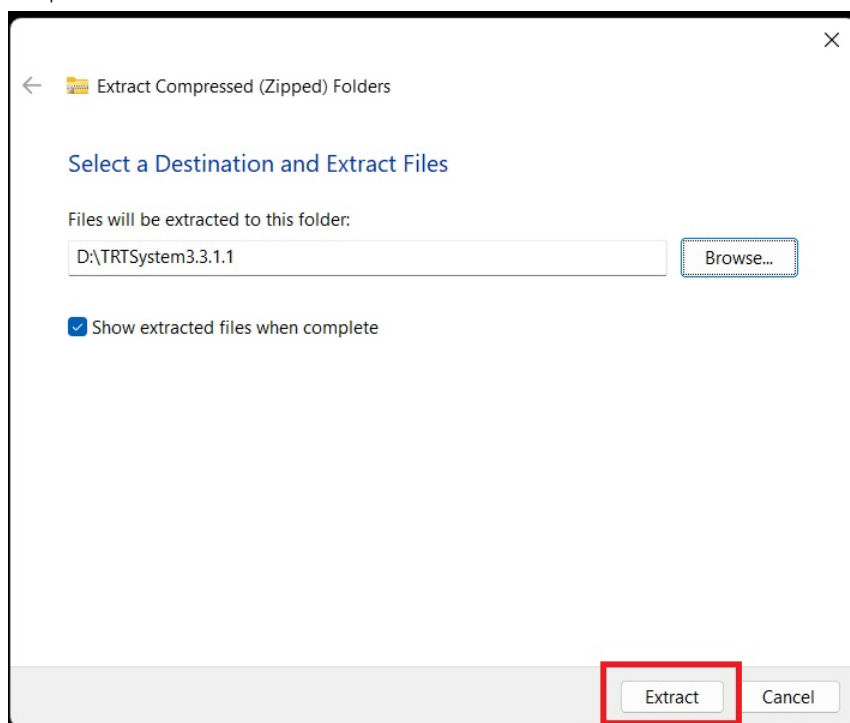 Extract Compressed (Zipped) Folders
Select a Destination and Extract Files
Files will be extracted to this folder:
D:\TRTSystem3.3.1.1
Browse...
Show extracted files when complete
Extract
Cancel